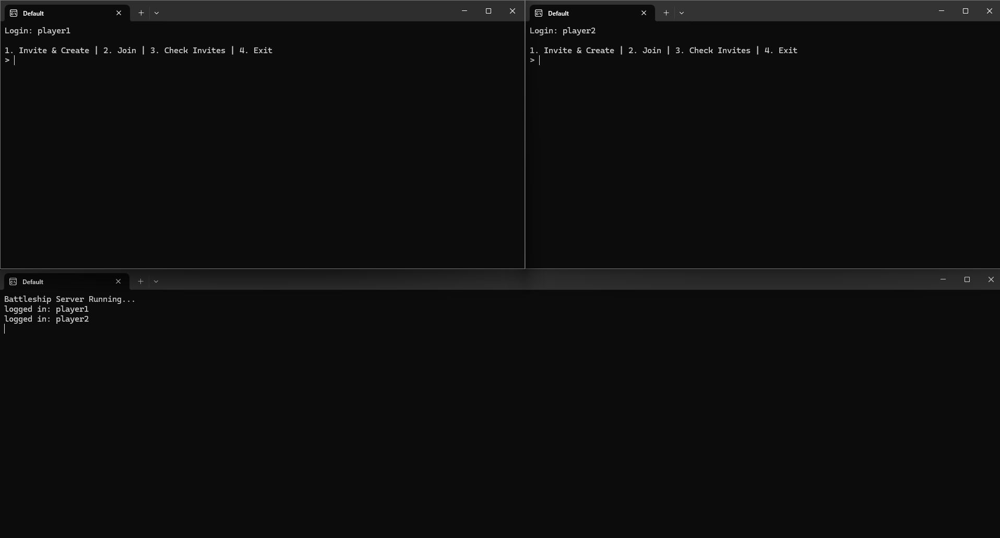 Default
Login: player1
1. Invite & Create | 2. Join | 3. Check Invites | 4. Exit
>
Default
Login: player2
1. Invite & Create | 2. Join | 3. Check Invites | 4. Exit
>
Default
Battleship Server Running...
logged in: player1
logged in: player2